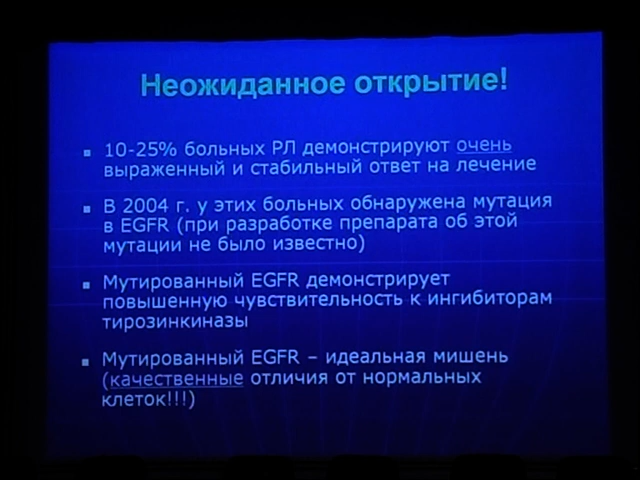 Неожиданное открытие!
10-25% больных РЛ демонстрируют очень
выраженный и стабильный ответ на лечение
В 2004 г. у этих больных обнаружена мутация
в EGFR (при разработке препарата об этой
мутации не было известно)
Мутированный EGFR демонстрирует
повышенную чувствительность к ингибиторам
тирозинкиназы
Мутированный EGFR – идеальная мишень
(качественные отличия от нормальных
клеток!!!)